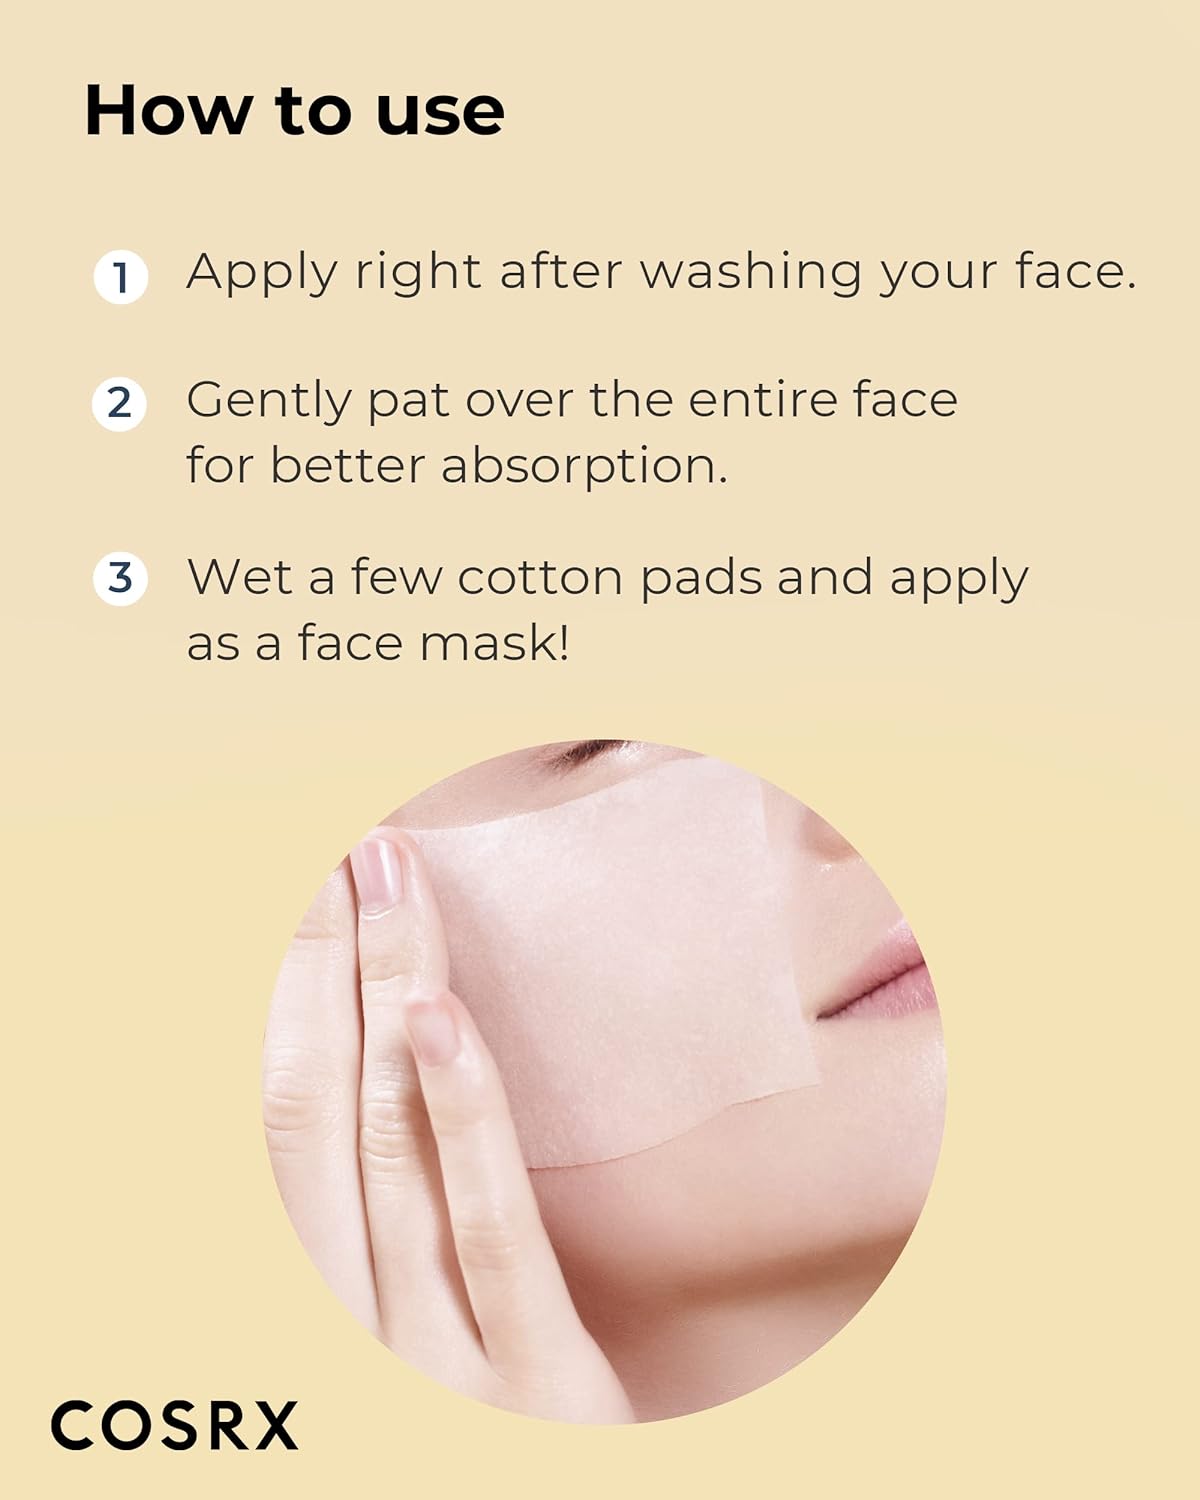 How to use
1 Apply right after washing your face.
2 Gently pat over the entire face
for better absorption.
3 Wet a few cotton pads and apply
as a face mask!
COSRX